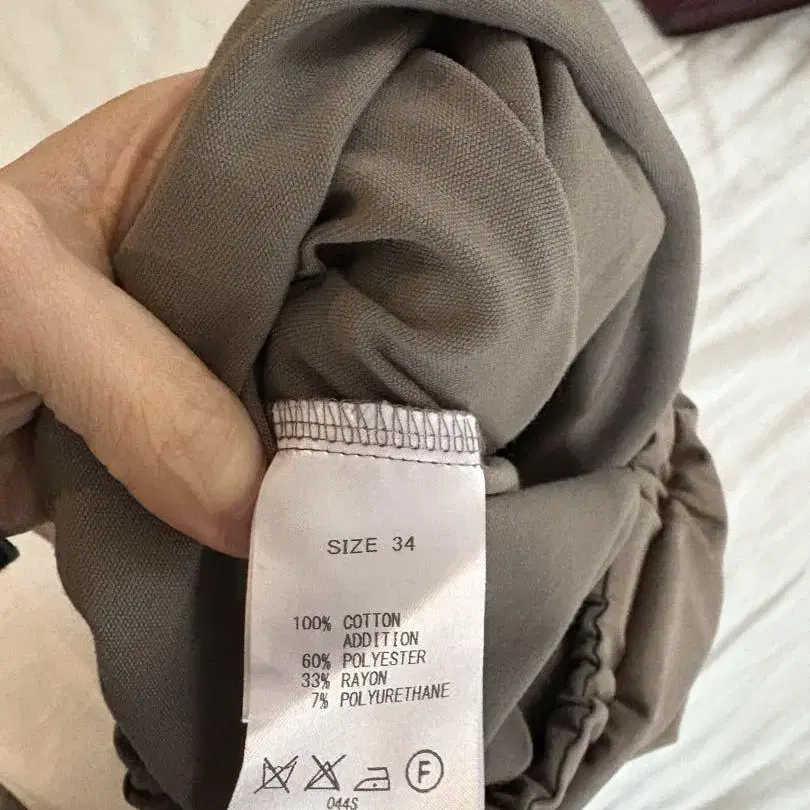 SIZE 34
100% COTTON
ADDITION
60% POLYESTER
33% RAYON
7% POLYURETHANE
F
044S